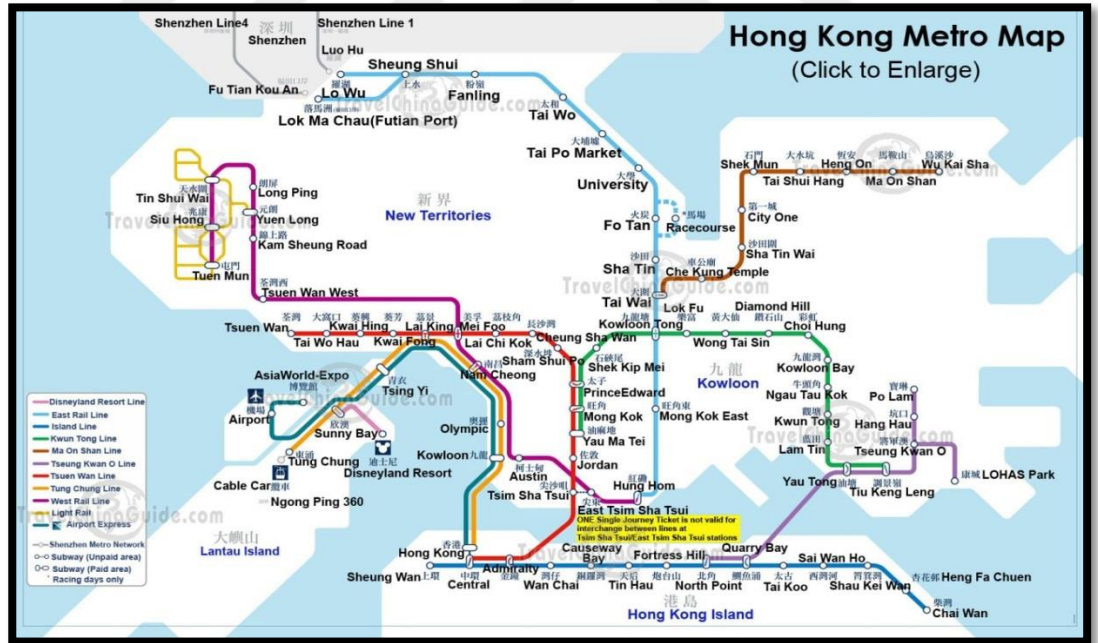 Hong Kong Metro Map
(Click to Enlarge)
Shenzhen Line4
Shenzhen Line 1
深圳
Shenzhen
Luo Hu
Fu Tian Kou An
Sheung Shui
羅湖
上水
粉嶺
Lo Wu
Fanling
落馬洲
Lok Ma Chau(Futian Port)
太和
Tai Wo
大埔墟
Tai Po Market
大學
University
火炭
Fo Tan
*馬場
Racecourse
沙田
Sha Tin
車公廟
Che Kung Temple
大圍
Tai Wai
石門
大水坑
恆安
馬鞍山
烏溪沙
Shek Mun
Heng On
Wu Kai Sha
Tai Shui Hang
Ma On Shan
第一城
City One
沙田圍
Sha Tin Wai
新界
New Territories
天水圍
Tin Shui Wai
兆康
Siu Hong
屯門
Tuen Mun
朗屏
Long Ping
元朗
Yuen Long
錦上路
Kam Sheung Road
荃灣西
Tsuen Wan West
荃灣
大窩口
葵興
葵芳
荔景
美孚
荔枝角
長沙灣
Tsuen Wan
Kwai Hing
Lai King
Mei Foo
Cheung Sha Wan
Tai Wo Hau
Kwai Fong
Lai Chi Kok
深水埗
Sham Shui Po
九龍塘
樂富
黃大仙
鑽石山
彩虹
Lok Fu
Diamond Hill
Kowloon Tong
Choi Hung
Wong Tai Sin
石硤尾
Shek Kip Mei
太子
PrinceEdward
旺角
Mong Kok
油麻地
Yau Ma Tei
佐敦
Jordan
尖沙咀
Tsim Sha Tsui
旺角東
Mong Kok East
九龍
Kowloon
九龍灣
Kowloon Bay
牛頭角
Ngau Tau Kok
觀塘
Kwun Tong
藍田
Lam Tin
油塘
Yau Tong
調景嶺
Tiu Keng Leng
寶琳
Po Lam
坑口
Hang Hau
將軍澳
Tseung Kwan O
康城
LOHAS Park
南昌
Nam Cheong
奧運
Olympic
Kowloon
九龍
柯士甸
Austin
紅磡
Hung Hom
尖東
East Tsim Sha Tsui
ONE Single Journey Ticket is not valid for
interchange between lines at
Tsim Sha Tsui/East Tsim Sha Tsui stations
AsiaWorld-Expo
博覽館
機場
Airport
青衣
Tsing Yi
欣澳
Sunny Bay
迪士尼
Disneyland Resort
東涌
Tung Chung
Cable Car
纜車
Ngong Ping 360
大嶼山
Lantau Island
香港
Hong Kong
Sheung Wan
上環
中環
Central
Admiralty
金鐘
灣仔
Wan Chai
Causeway
Bay
銅鑼灣
天后
Tin Hau
Fortress Hill
炮台山
北角
North Point
Quarry Bay
鰂魚涌
太古
Tai Koo
Sai Wan Ho
西灣河
筲箕灣
Shau Kei Wan
杏花邨
Heng Fa Chuen
柴灣
Chai Wan
港島
Hong Kong Island
Disneyland Resort Line
East Rail Line
Island Line
Kwun Tong Line
Ma On Shan Line
Tseung Kwan O Line
Tsuen Wan Line
Tung Chung Line
West Rail Line
Light Rail
Airport Express
Shenzhen Metro Network
Subway (Unpaid area)
Subway (Paid area)
* Racing days only
TravelChinaGuide.com
TravelChinaGuide.com
TravelChinaGuide.com
TravelChinaGuide.com
TravelChinaGuide.com
TravelChinaGuide.com
TravelChinaGuide.com